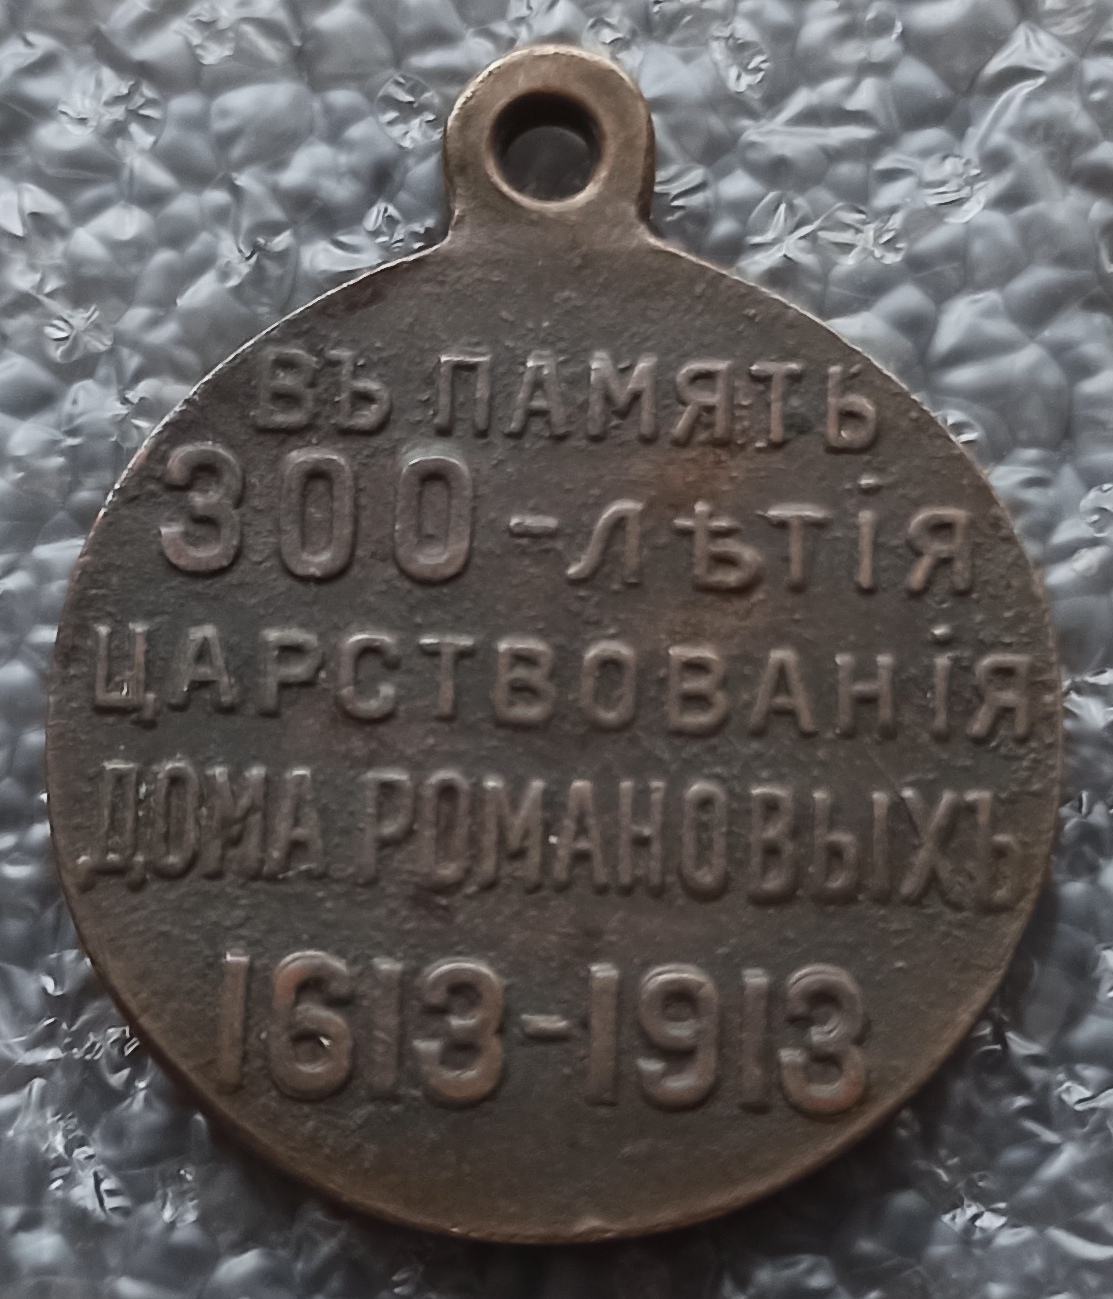 ВЪ ПАМЯТЬ
300-ЛѢТІЯ
ЦАРСТВОВАНІЯ
ДОМА РОМАНОВЫХЪ
1613-1913